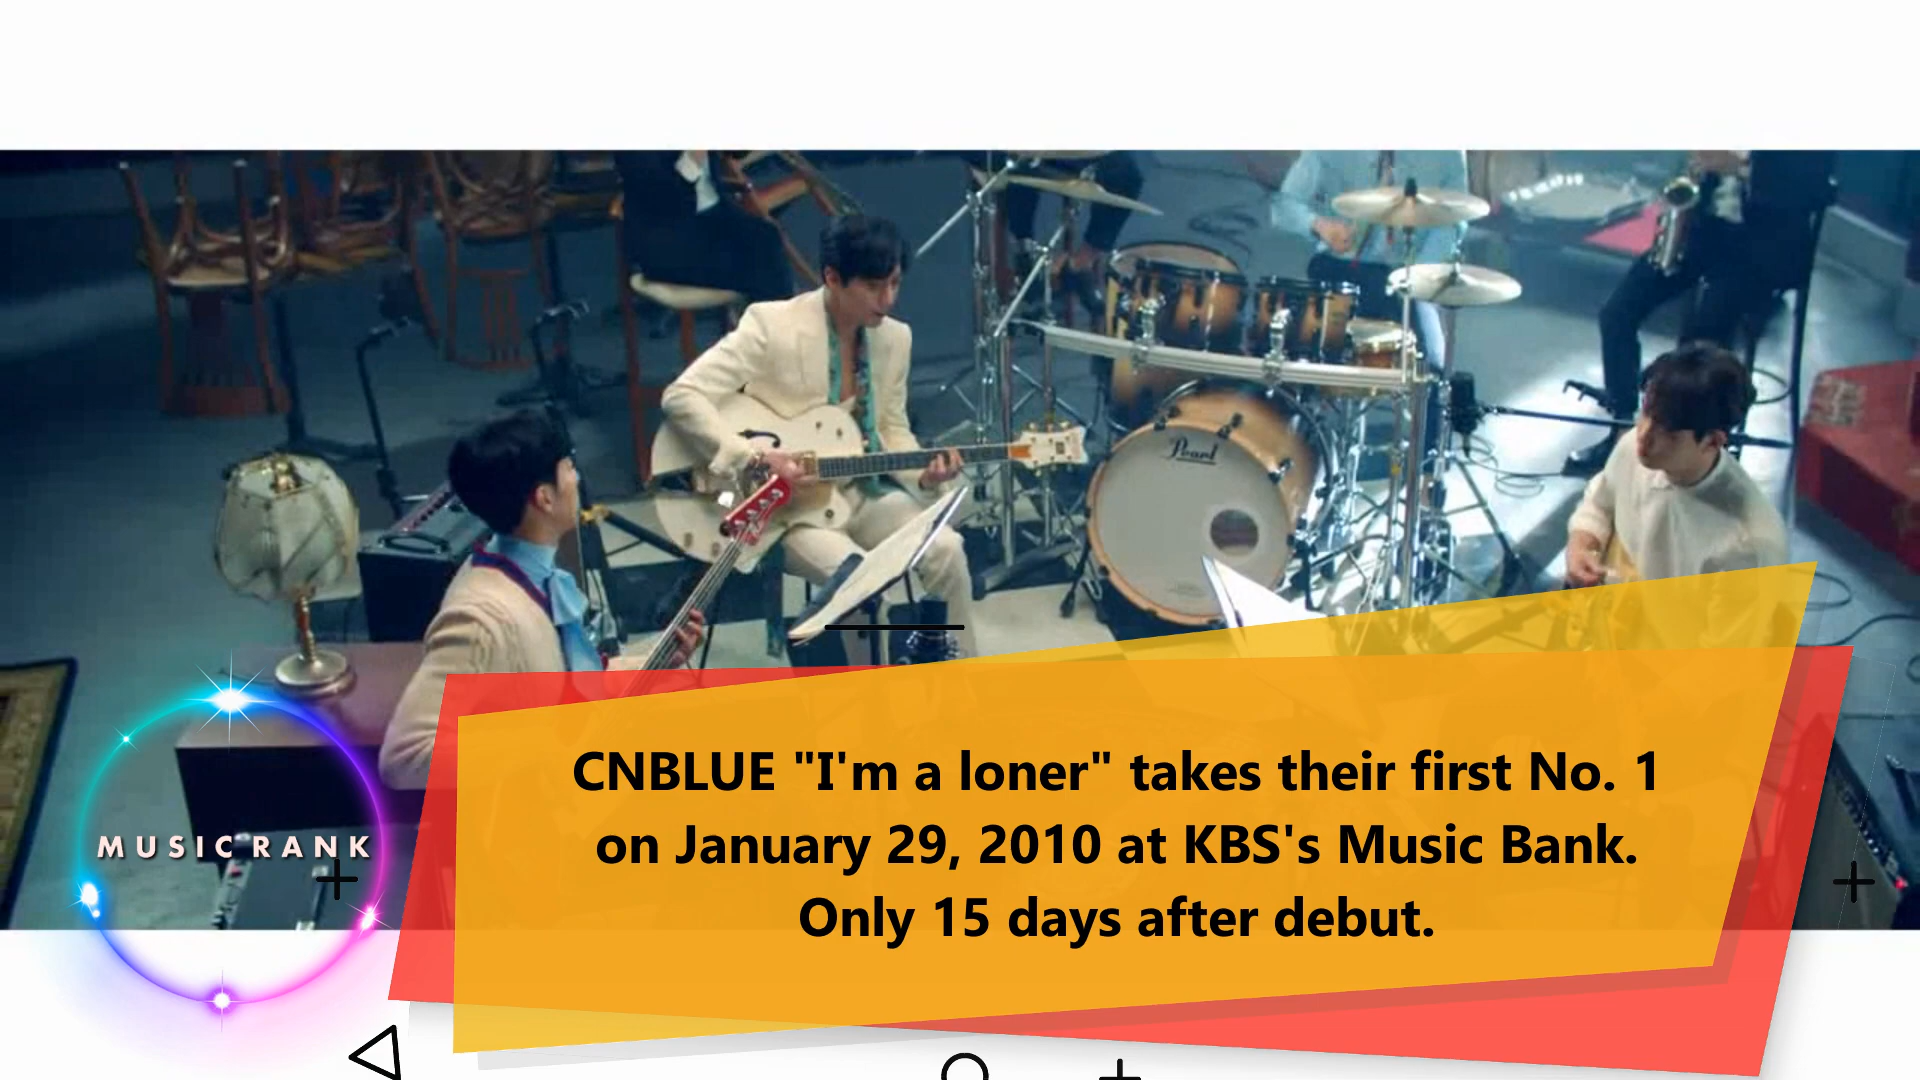 Pearl
MUSIC RANK
CNBLUE "I'm a loner" takes their first No. 1
on January 29, 2010 at KBS's Music Bank.
Only 15 days after debut.